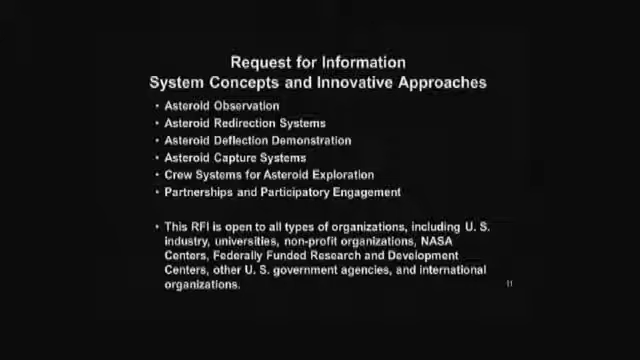 Request for Information
System Concepts and Innovative Approaches
• Asteroid Observation
• Asteroid Redirection Systems
• Asteroid Deflection Demonstration
• Asteroid Capture Systems
• Crew Systems for Asteroid Exploration
• Partnerships and Participatory Engagement
• This RFI is open to all types of organizations, including U. S.
industry, universities, non-profit organizations, NASA
Centers, Federally Funded Research and Development
Centers, other U. S. government agencies, and international
organizations.
11